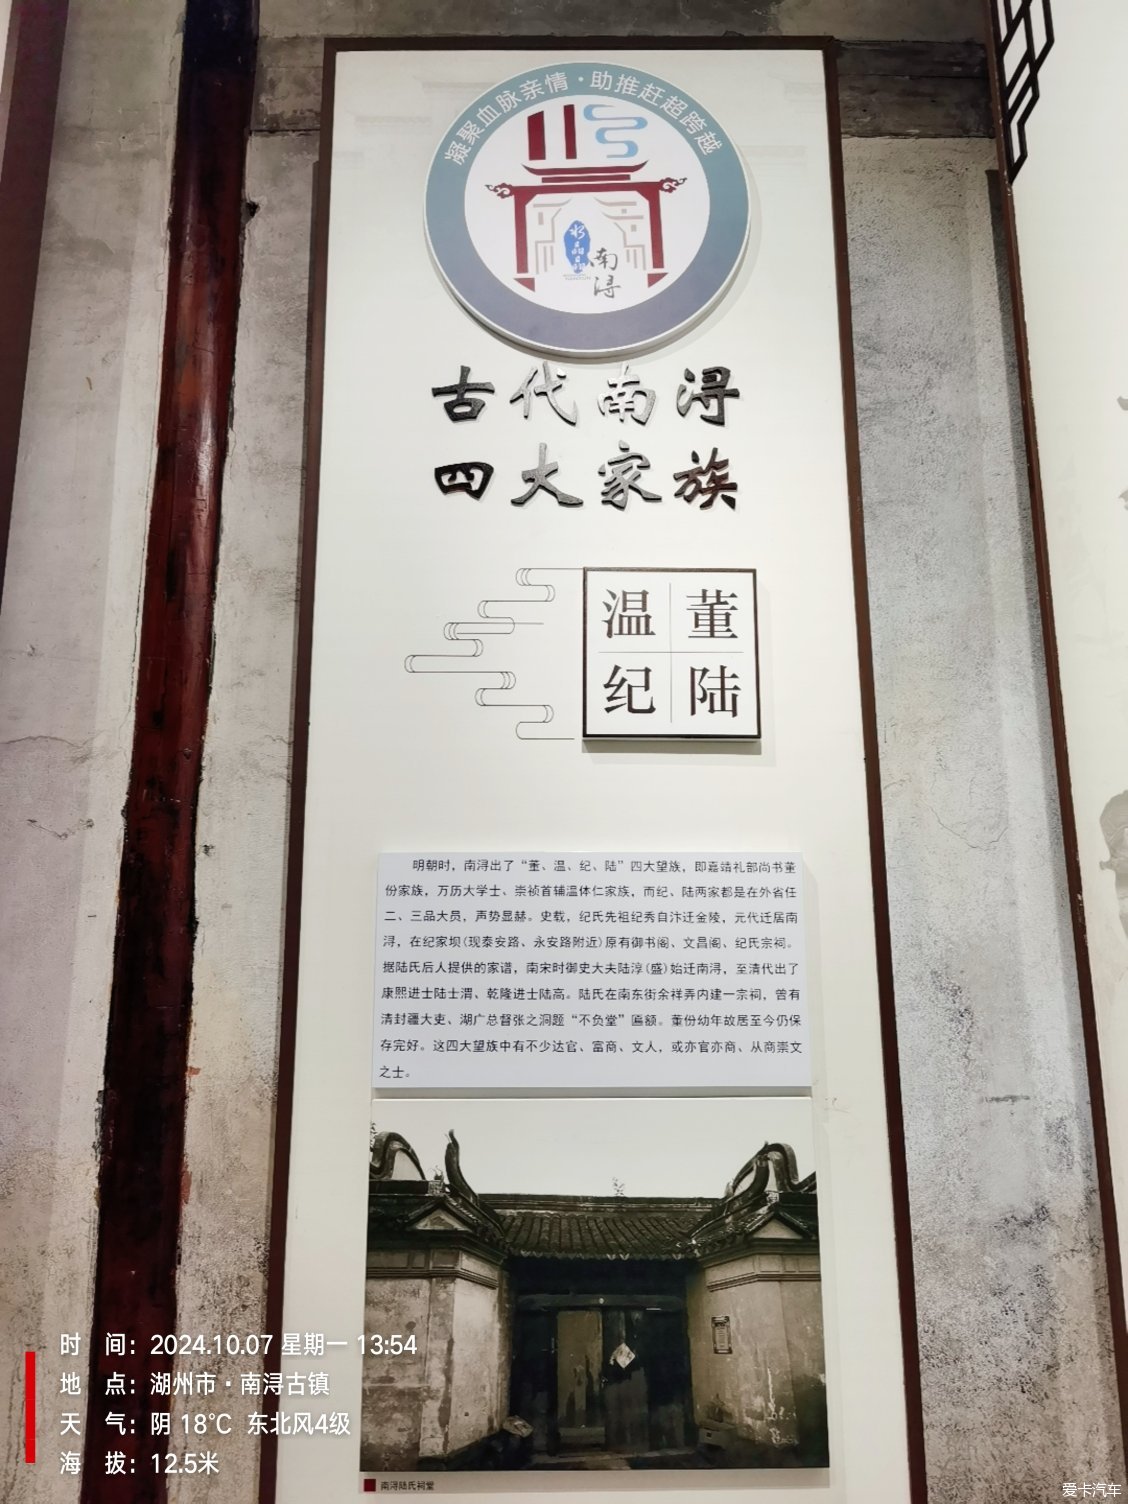 凝聚血脉亲情·助推赶超跨越
水晶晶
南浔
古代南浔
四大家族
温 董
纪 陆
明朝时，南浔出了“董、温、纪、陆”四大望族，即嘉靖礼部尚书董
份家族，万历大学士、崇祯首辅温体仁家族，而纪、陆两家都是在外省任
二、三品大员，声势显赫。史载，纪氏先祖纪秀自汴迁金陵，元代迁居南
浔，在纪家坝(现泰安路、永安路附近)原有御书阁、文昌阁、纪氏宗祠。
据陆氏后人提供的家谱，南宋时御史大夫陆淳(盛)始迁南浔，至清代出了
康熙进士陆士渭、乾隆进士陆高。陆氏在南东街余祥弄内建一宗祠，曾有
清封疆大吏、湖广总督张之洞题“不负堂”匾额。董份幼年故居至今仍保
存完好。这四大望族中有不少达官、富商、文人，或亦官亦商、从商崇文
之士。
南浔陆氏祠堂
时 间：2024.10.07 星期一 13:54
地 点：湖州市·南浔古镇
天 气：阴 18℃ 东北风4级
海 拔：12.5米
爱卡汽车